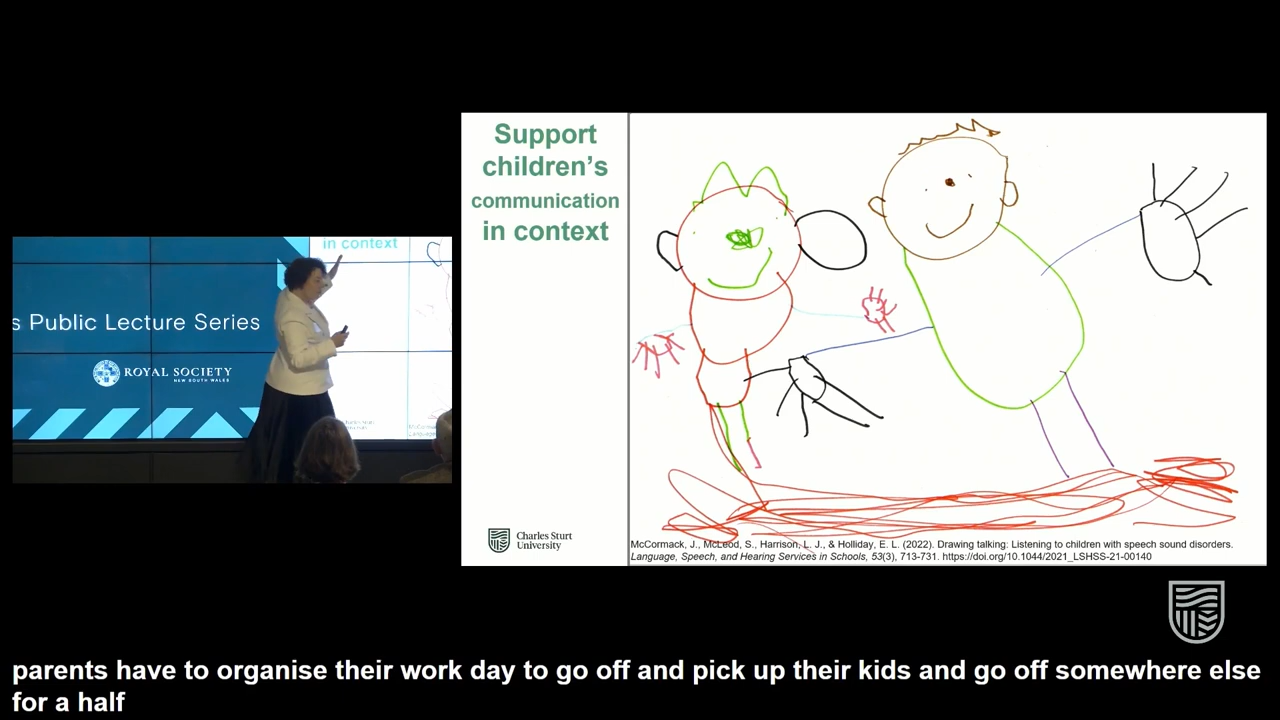 Support
children's
communication
in context
in context
s Public Lecture Series
ROYAL SOCIETY
NEW SOUTH WALES
Charles Sturt
University
McCormack, J., McLeod, S., Harrison, L. J., & Holliday, E. L. (2022). Drawing talking: Listening to children with speech sound disorders.
Language, Speech, and Hearing Services in Schools, 53(3), 713-731. https://doi.org/10.1044/2021_LSHSS-21-00140
parents have to organise their work day to go off and pick up their kids and go off somewhere else
for a half